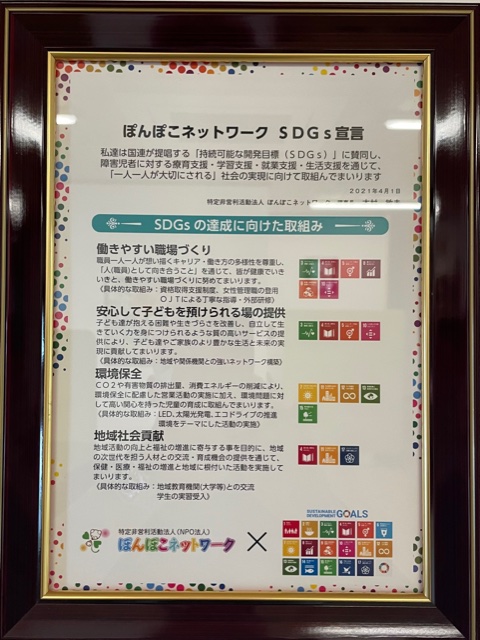 ぽんぽこネットワーク SDGs宣言
私達は国連が提唱する「持続可能な開発目標（SDGs）」に賛同し、
障害児者に対する療育支援・学習支援・就業支援・生活支援を通じて、
「一人一人が大切にされる」社会の実現に向けて取組んでまいります
2021年4月1日
特定非営利活動法人 ぽんぽこネットワーク
SDGsの達成に向けた取組み
働きやすい職場づくり
職員一人一人が想い描くキャリア・働き方の多様性を尊重し、
「人(職員)として向き合うこと」を通じて、皆が健康でいき
いきと、働きやすい職場づくりに努めてまいります。
〈具体的な取組み：資格取得支援制度、女性管理職の登用
OJTによる丁寧な指導・外部研修〉
安心して子どもを預けられる場の提供
子ども達が抱える困難や生きづらさを改善し、自立して生き
ていく力を身につけられるような質の高いサービスの提
供により、子ども達やご家族のより豊かな生活と未来の実
現に貢献してまいります。
〈具体的な取組み：地域や関係機関との強いネットワーク構築〉
環境保全
CO2や有害物質の排出量、消費エネルギーの削減により、
環境保全に配慮した営業活動の実施に加え、環境問題に対
して高い関心を持った児童の育成に取組んでまいります。
〈具体的な取組み：LED、太陽光発電、エコドライブの推進
環境をテーマにした活動の実施〉
地域社会貢献
地域活動の向上と福祉の増進に寄与する事を目的に、地域
の次世代を担う人材との交流・育成機会の提供を通じて、
保健・医療・福祉の増進と地域に根付いた活動を実施して
まいります。
〈具体的な取組み：地域教育機関(大学等)との交流
学生の実習受入〉
特定非営利活動法人(NPO法人)
ぽんぽこネットワーク
×
SUSTAINABLE
DEVELOPMENT
GOALS